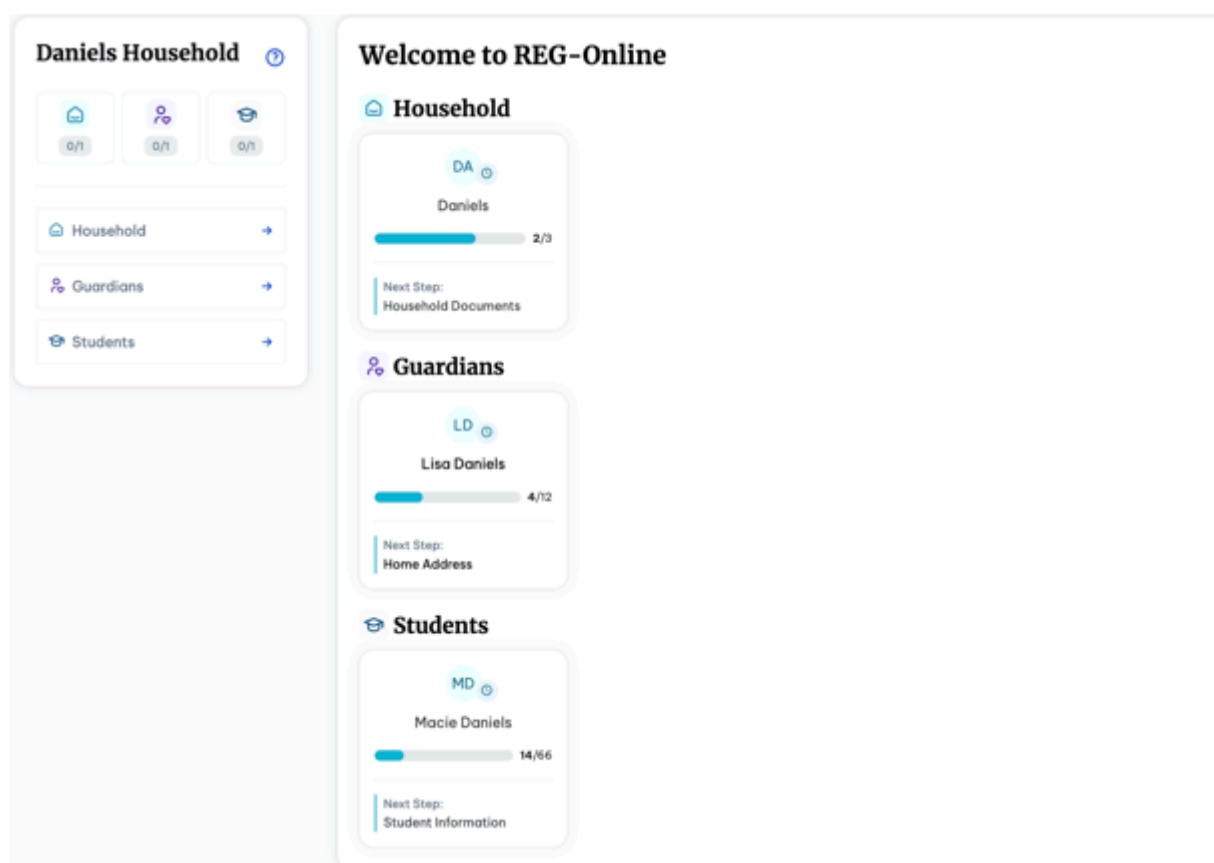 Daniels Household
0/1
0/1
0/1
Household
Guardians
Students
Welcome to REG-Online
Household
DA
Daniels
2/3
Next Step:
Household Documents
Guardians
LD
Lisa Daniels
4/12
Next Step:
Home Address
Students
MD
Macie Daniels
14/66
Next Step:
Student Information